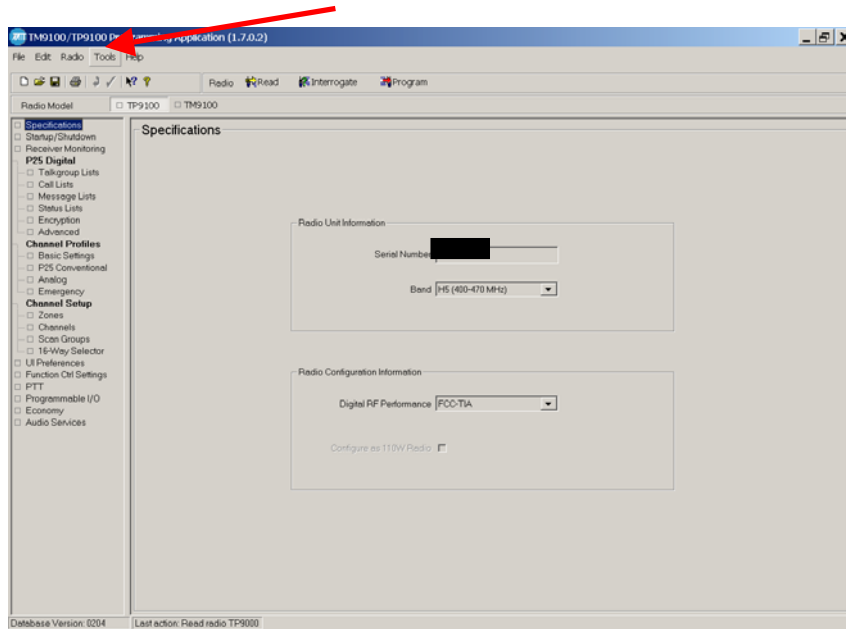 TM9100/TP9100 Programming Application (1.7.0.2)
File Edit Radio Tools Help
Radio Read Interrogate Program
Radio Model TP9100 TM9100
Specifications
Startup/Shutdown
Receiver Monitoring
P25 Digital
Talkgroup Lists
Call Lists
Message Lists
Status Lists
Encryption
Advanced
Channel Profiles
Basic Settings
P25 Conventional
Analog
Emergency
Channel Setup
Zones
Channels
Scan Groups
16-Way Selector
UI Preferences
Function Ctrl Settings
PTT
Programmable I/O
Economy
Audio Services
Specifications
Radio Unit Information
Serial Number
Band H5 (400-470 MHz)
Radio Configuration Information
Digital RF Performance FCC-TIA
Configure as 110W Radio
Database Version: 0204 Last action: Read radio TP9000